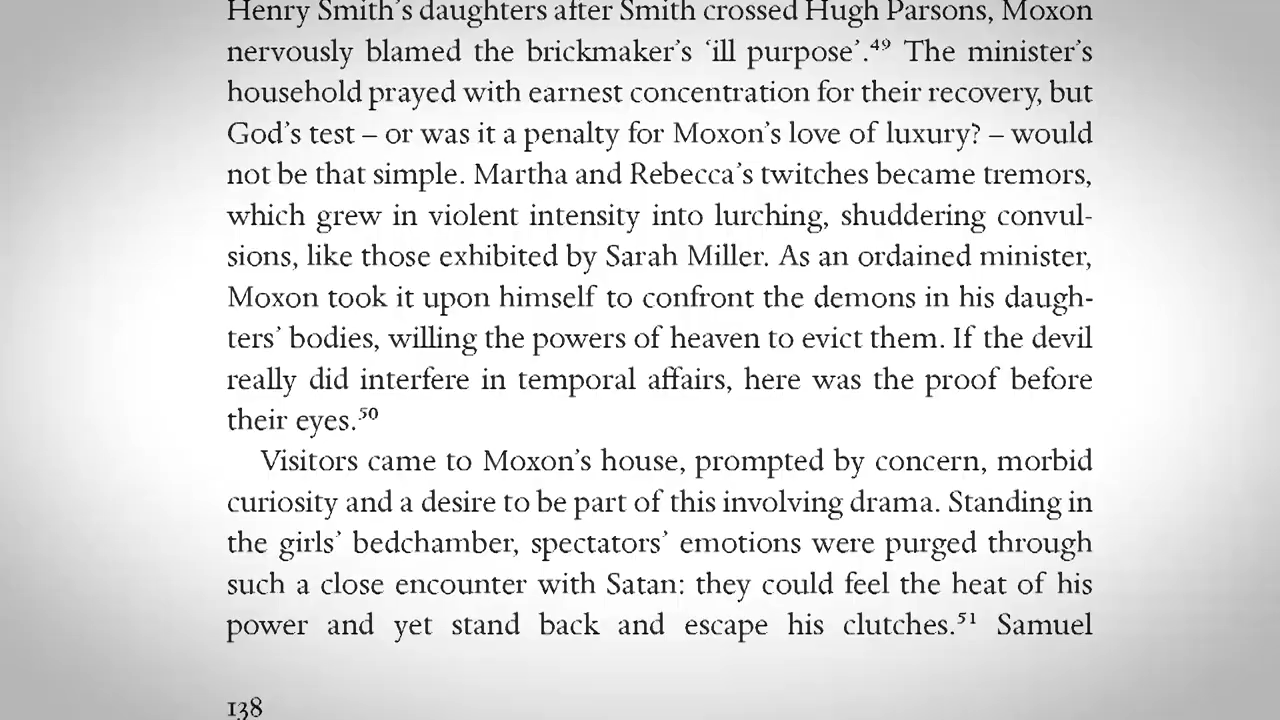 Henry Smith’s daughters after Smith crossed Hugh Parsons, Moxon
nervously blamed the brickmaker’s ‘ill purpose’.⁴⁹ The minister’s
household prayed with earnest concentration for their recovery, but
God’s test – or was it a penalty for Moxon’s love of luxury? – would
not be that simple. Martha and Rebecca’s twitches became tremors,
which grew in violent intensity into lurching, shuddering convul-
sions, like those exhibited by Sarah Miller. As an ordained minister,
Moxon took it upon himself to confront the demons in his daugh-
ters’ bodies, willing the powers of heaven to evict them. If the devil
really did interfere in temporal affairs, here was the proof before
their eyes.⁵⁰
Visitors came to Moxon’s house, prompted by concern, morbid
curiosity and a desire to be part of this involving drama. Standing in
the girls’ bedchamber, spectators’ emotions were purged through
such a close encounter with Satan: they could feel the heat of his
power and yet stand back and escape his clutches.⁵¹ Samuel
138